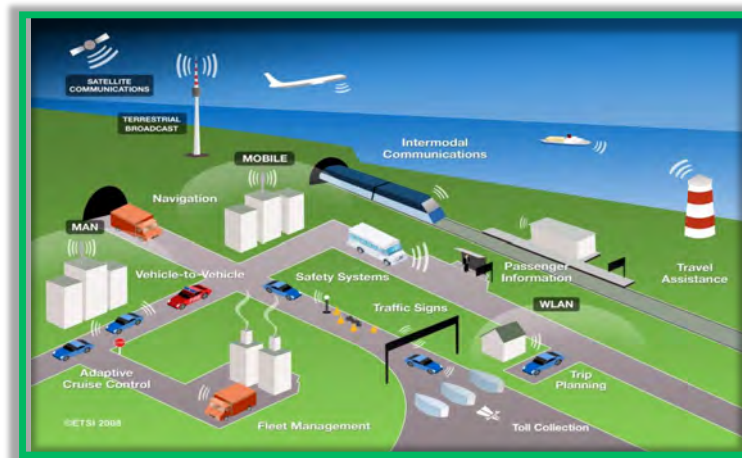 SATELLITE
COMMUNICATIONS
TERRESTRIAL
BROADCAST
MOBILE
Intermodal
Communications
Navigation
MAN
Vehicle-to-Vehicle
Safety Systems
Passenger
Information
Travel
Assistance
Traffic Signs
WLAN
Adaptive
Cruise Control
Trip
Planning
©ETSI 2008
Fleet Management
Toll Collection